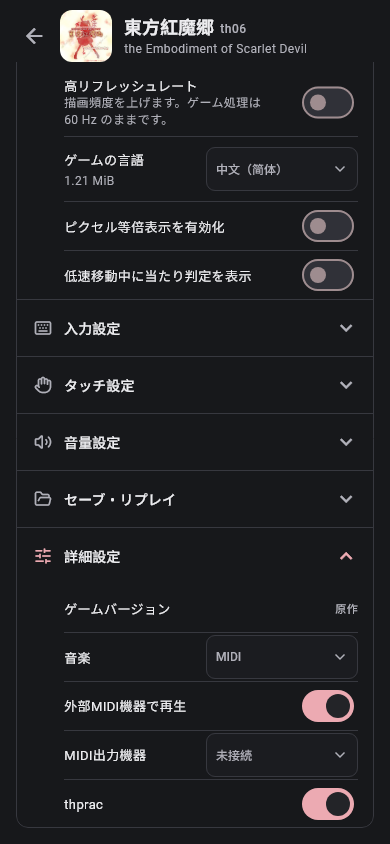 東方紅魔郷 th06
the Embodiment of Scarlet Devil
高リフレッシュレート
描画頻度を上げます。ゲーム処理は
60 Hz のままです。
ゲームの言語
1.21 MiB
中文（简体）
ピクセル等倍表示を有効化
低速移動中に当たり判定を表示
入力設定
タッチ設定
音量設定
セーブ・リプレイ
詳細設定
ゲームバージョン
原作
音楽
MIDI
外部MIDI機器で再生
MIDI出力機器
未接続
thprac